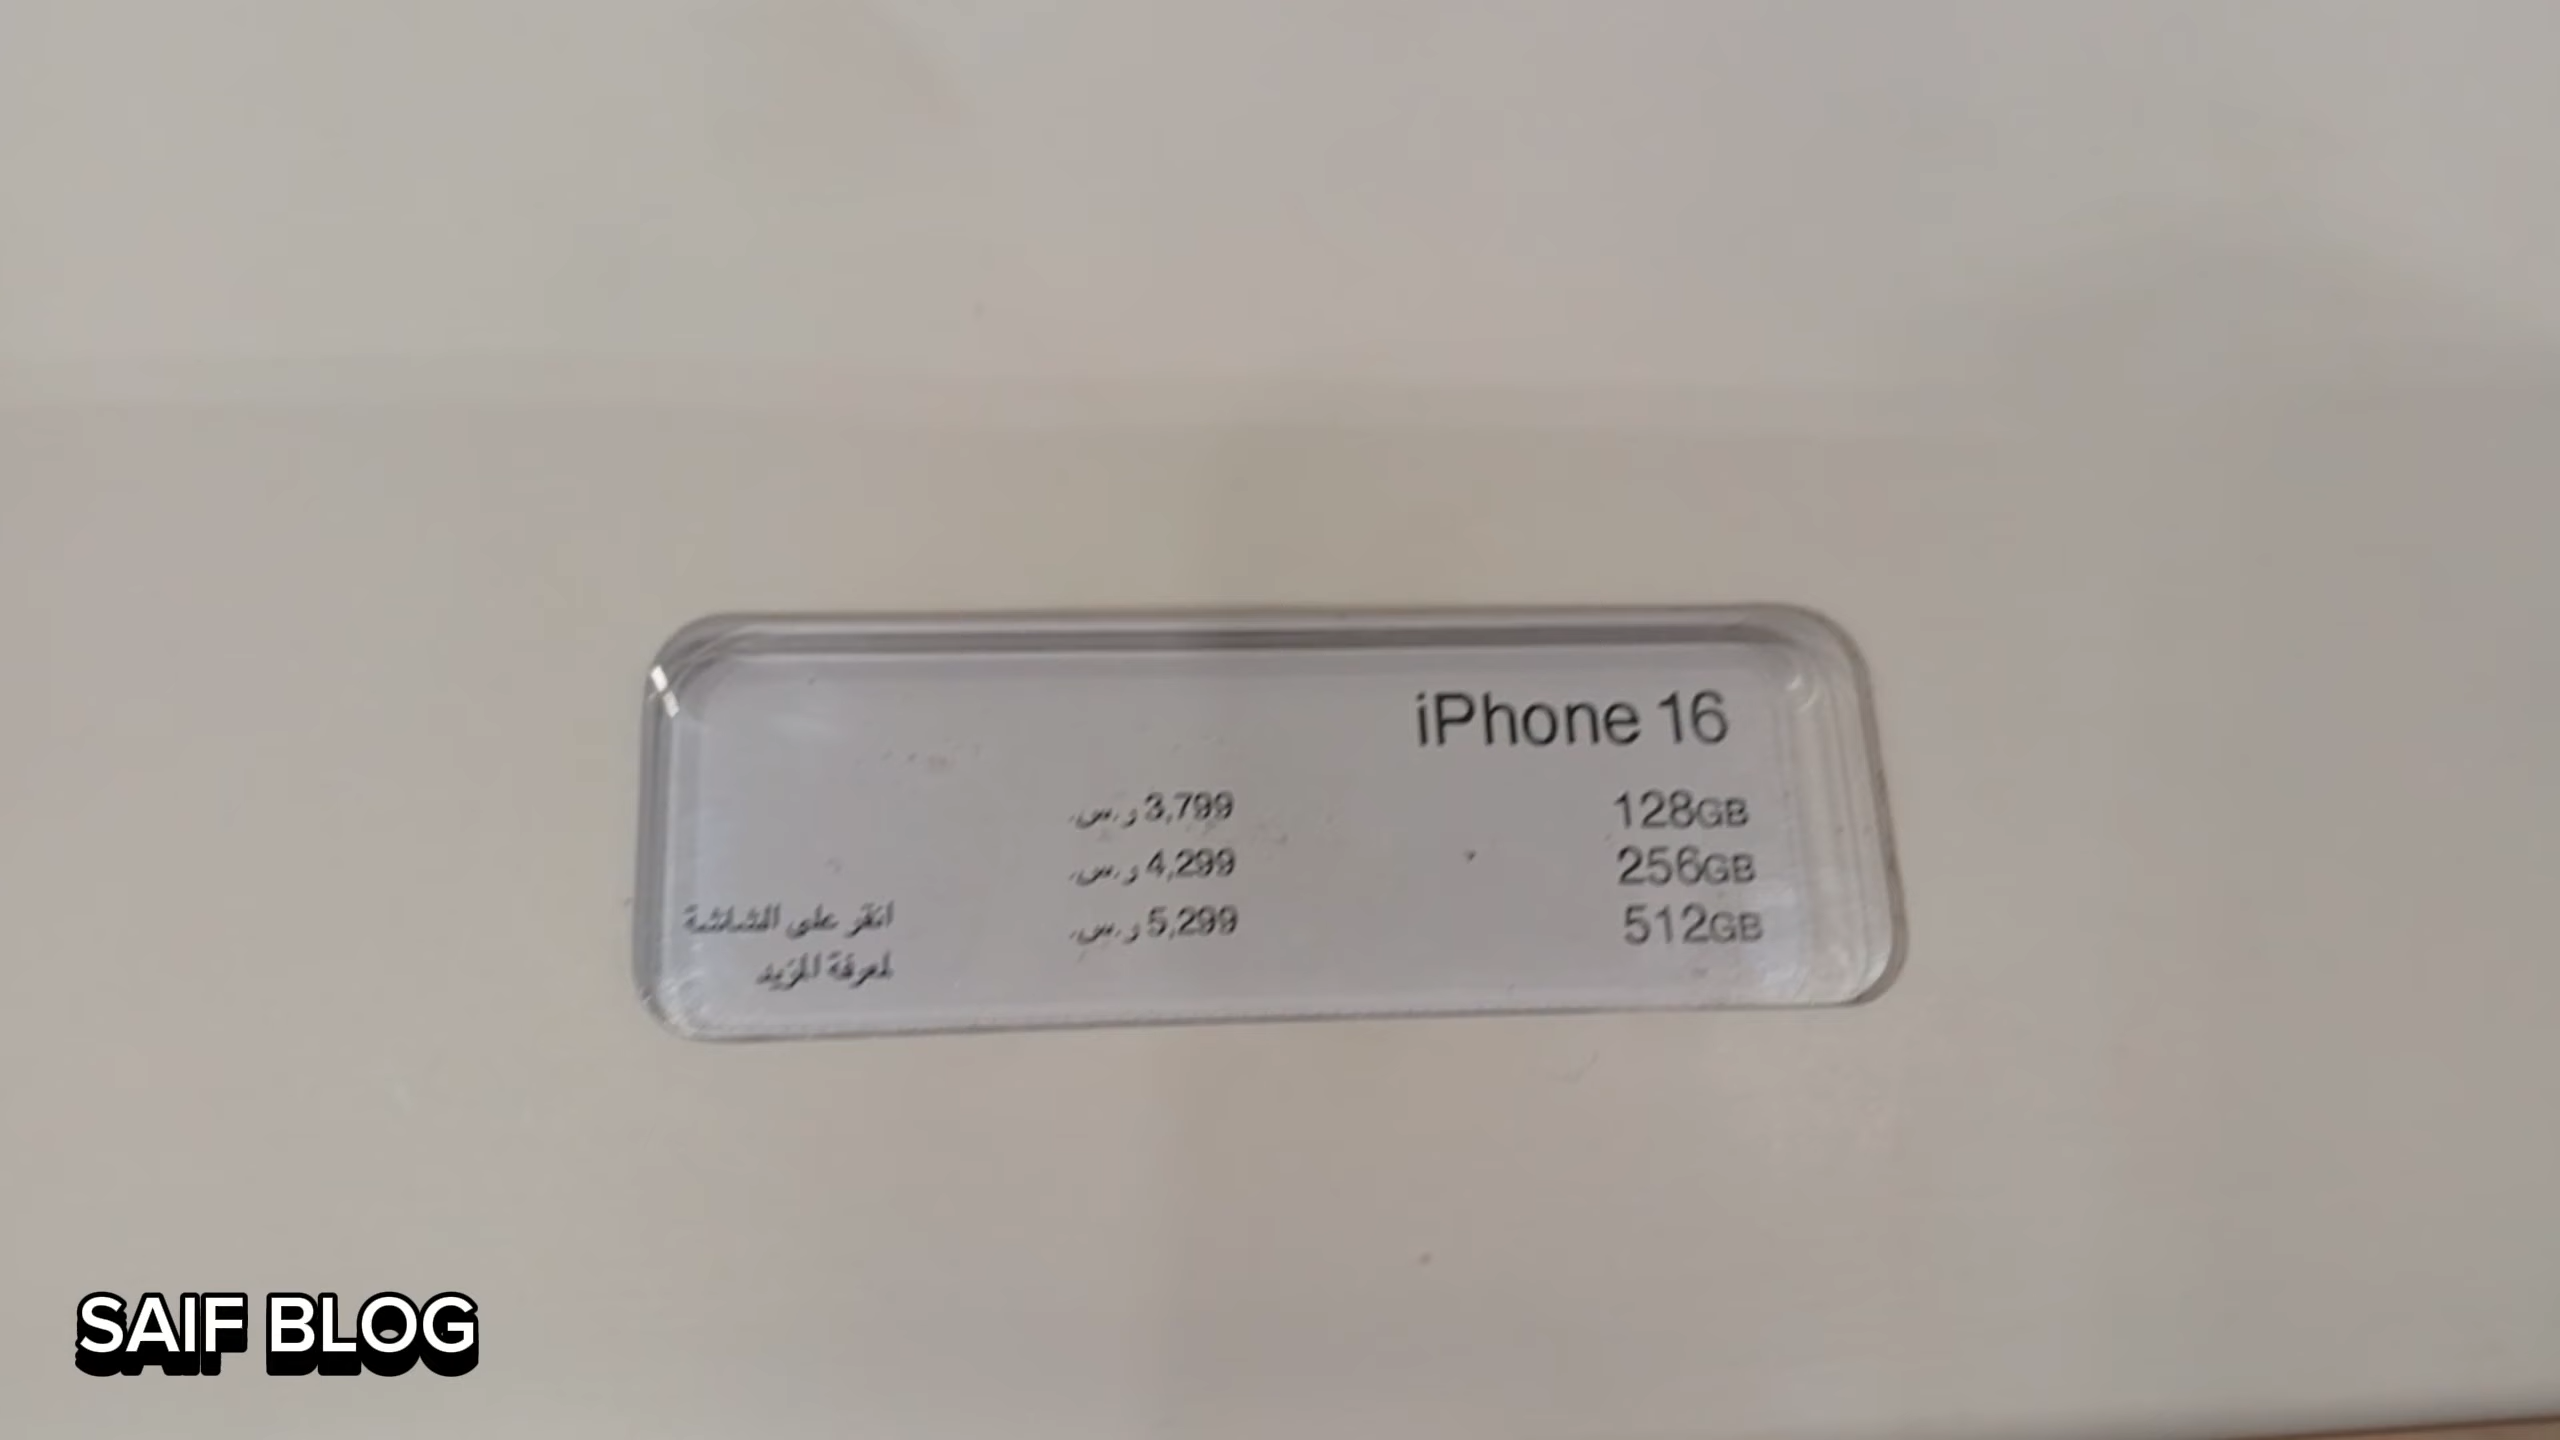 iPhone 16
128GB 3,799 ر.س.
256GB 4,299 ر.س.
512GB 5,299 ر.س.
انقر على الشاشة
لمعرفة المزيد
SAIF BLOG